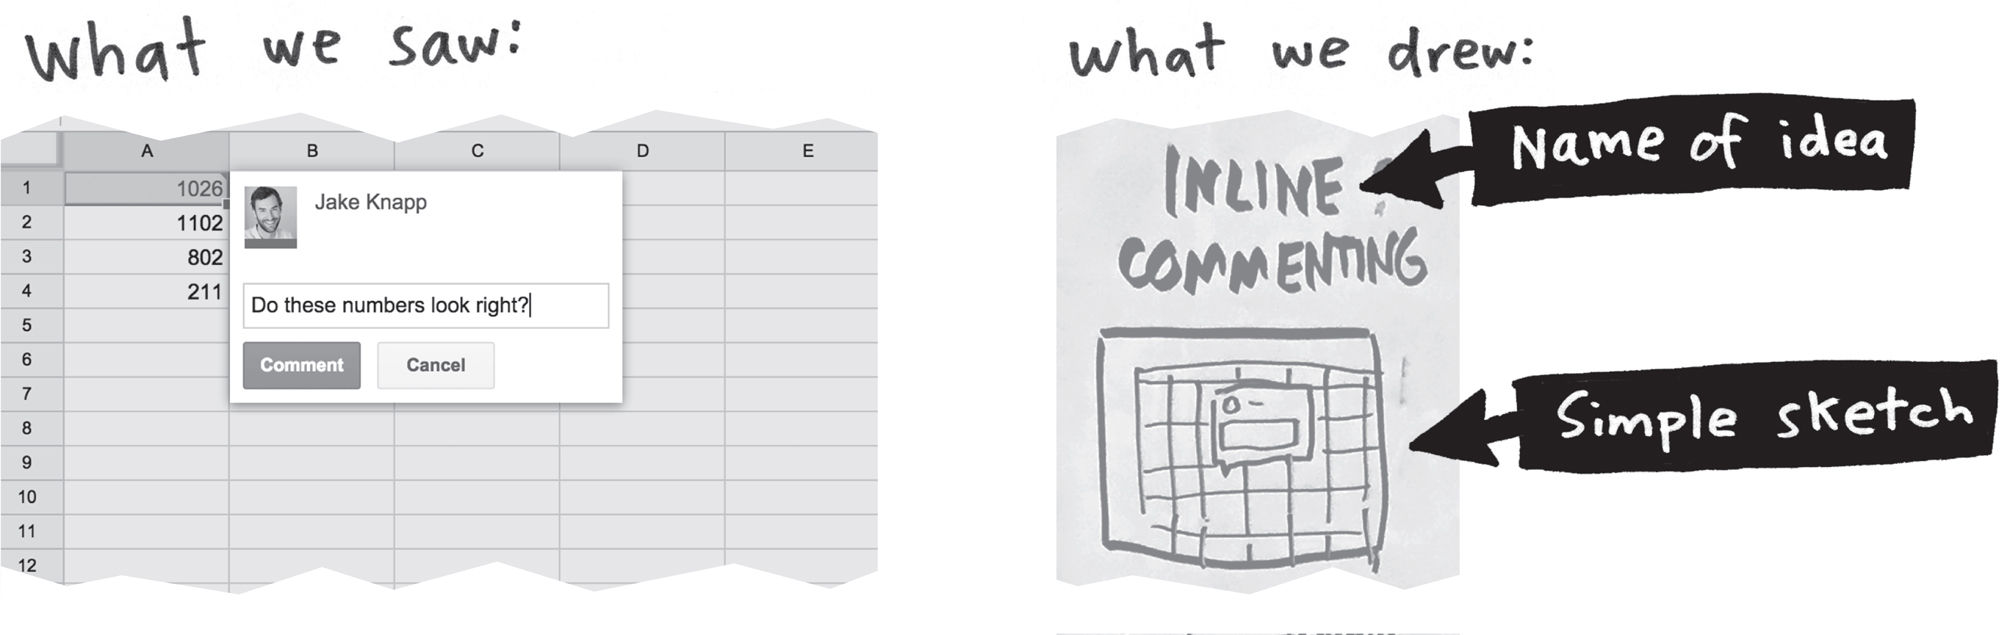 What we saw:
A B C D E
1 1026
Jake Knapp
2 1102
3 802
4 211
Do these numbers look right?
5
6
Comment Cancel
7
8
9
10
11
12
What we drew:
Name of idea
INLINE
COMMENTING
Simple sketch